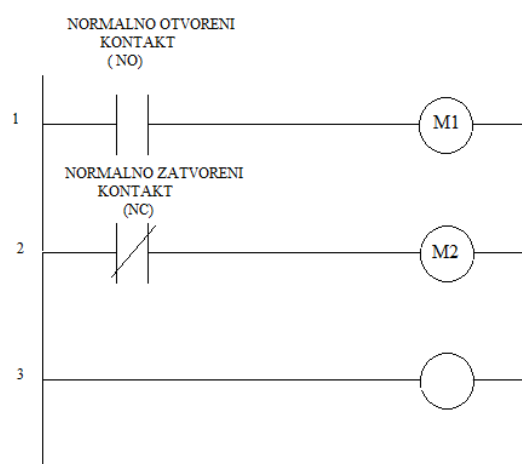 NORMALNO OTVORENI
KONTAKT
( NO)
1
M1
NORMALNO ZATVORENI
KONTAKT
(NC)
2
M2
3